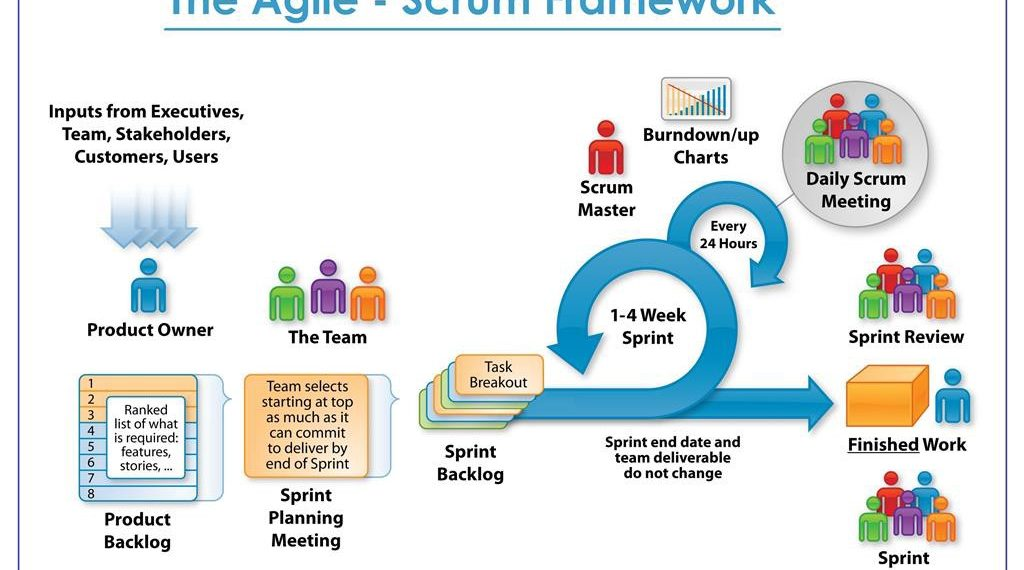 The Agile - Scrum Framework
Inputs from Executives,
Team, Stakeholders,
Customers, Users
Product Owner
The Team
1
2
3
4
5
6
7
8
Ranked
list of what
is required:
features,
stories, ...
Product
Backlog
Team selects
starting at top
as much as it
can commit
to deliver by
end of Sprint
Sprint
Planning
Meeting
Task
Breakout
Sprint
Backlog
Scrum
Master
Burndown/up
Charts
Daily Scrum
Meeting
Every
24 Hours
1-4 Week
Sprint
Sprint end date and
team deliverable
do not change
Sprint Review
Finished Work
Sprint